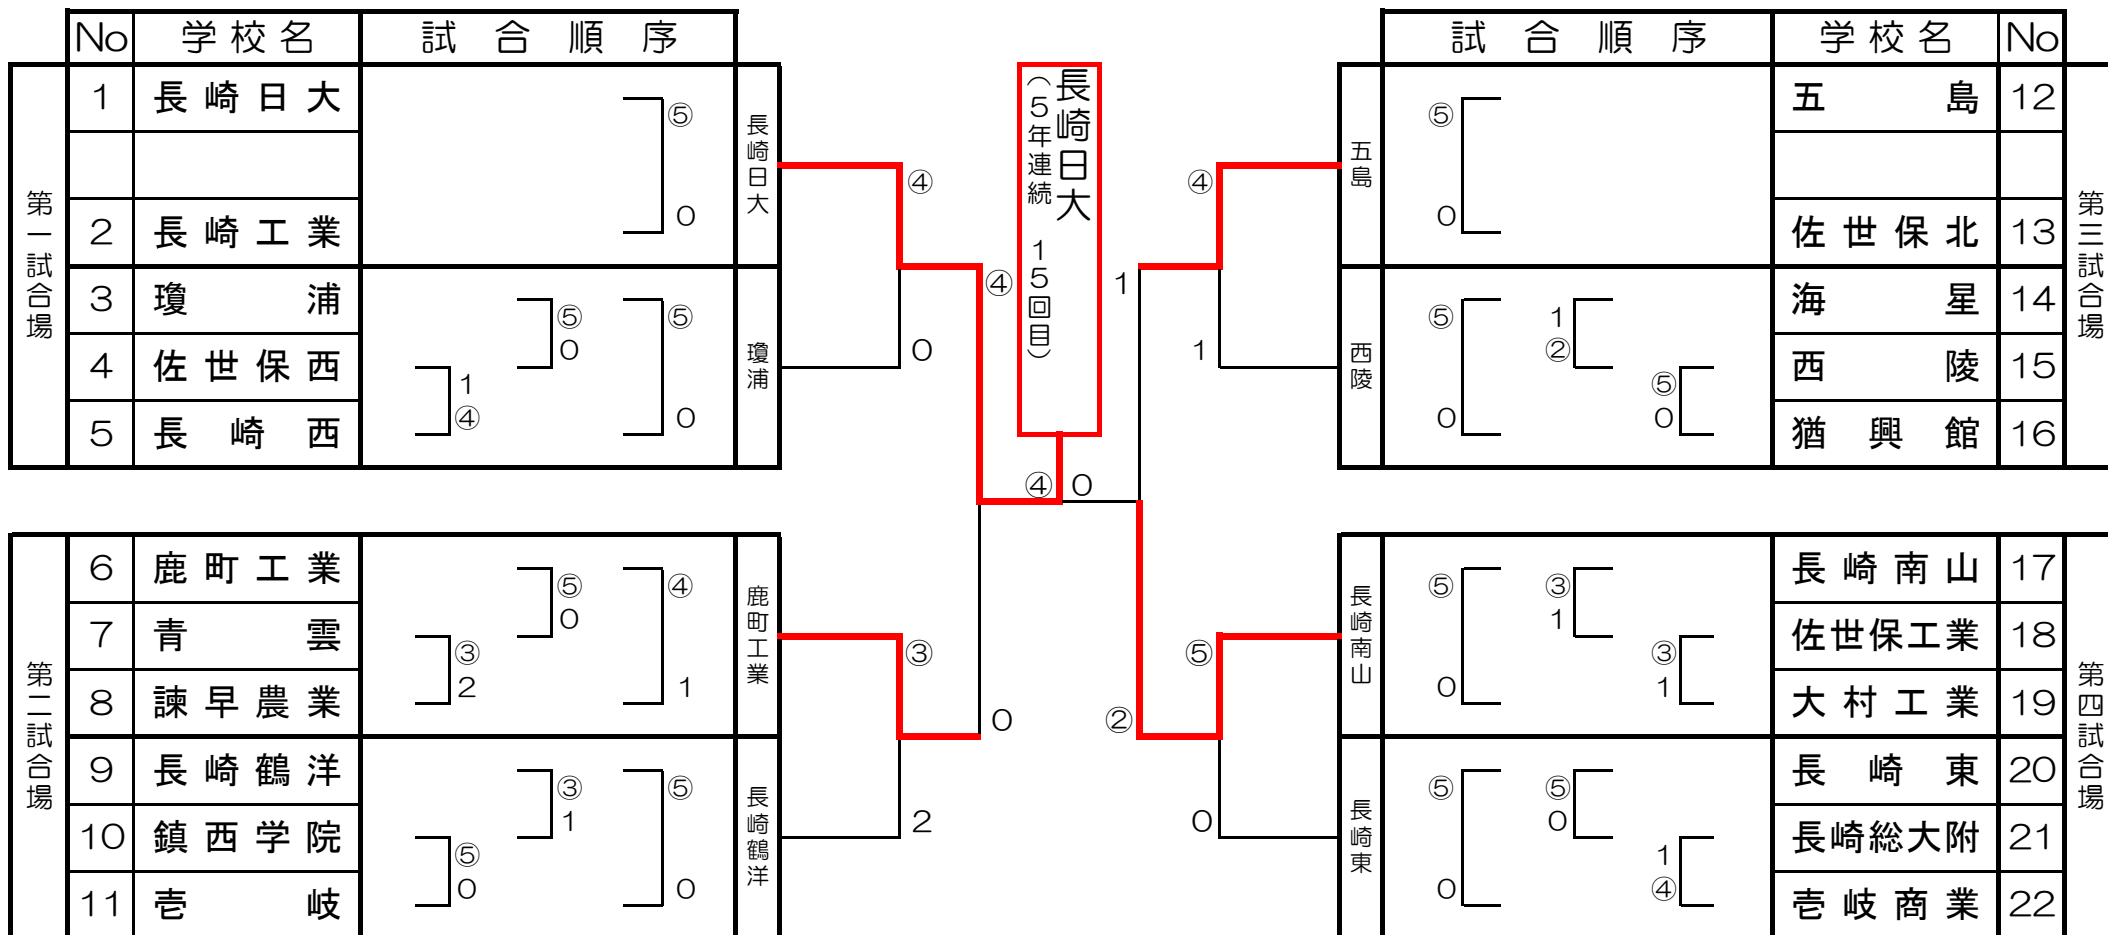 No 学校名 試合順序
第一試合場
1 長崎日大
2 長崎工業
3 瓊浦
4 佐世保西
5 長崎西
⑤
0
⑤
0
⑤
0
1
④
長崎日大
瓊浦
④
0
④
第二試合場
6 鹿町工業
7 青雲
8 諫早農業
9 長崎鶴洋
10 鎮西学院
11 壱岐
⑤
0
④
1
③
2
③
1
⑤
0
⑤
0
鹿町工業
長崎鶴洋
③
2
0
長崎日大
(5年連続 15回目)
④ 0
試合順序 学校名 No
第三試合場
五島 12
佐世保北 13
海星 14
西陵 15
猶興館 16
⑤
0
⑤
0
1
②
⑤
0
五島
西陵
④
1
1
第四試合場
長崎南山 17
佐世保工業 18
大村工業 19
長崎東 20
長崎総大附 21
壱岐商業 22
⑤
0
③
1
③
1
⑤
0
⑤
0
1
④
長崎南山
長崎東
⑤
0
②